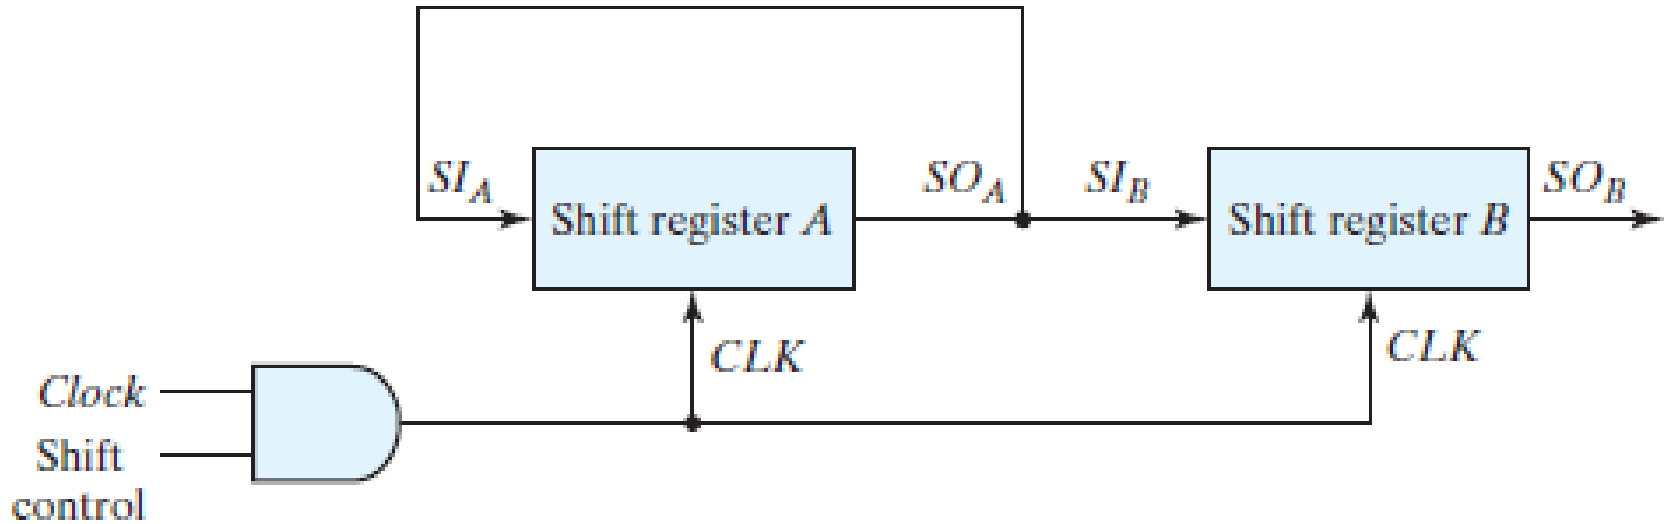 SI_A
SO_A
SI_B
SO_B
Shift register A
Shift register B
CLK
CLK
Clock
Shift
control